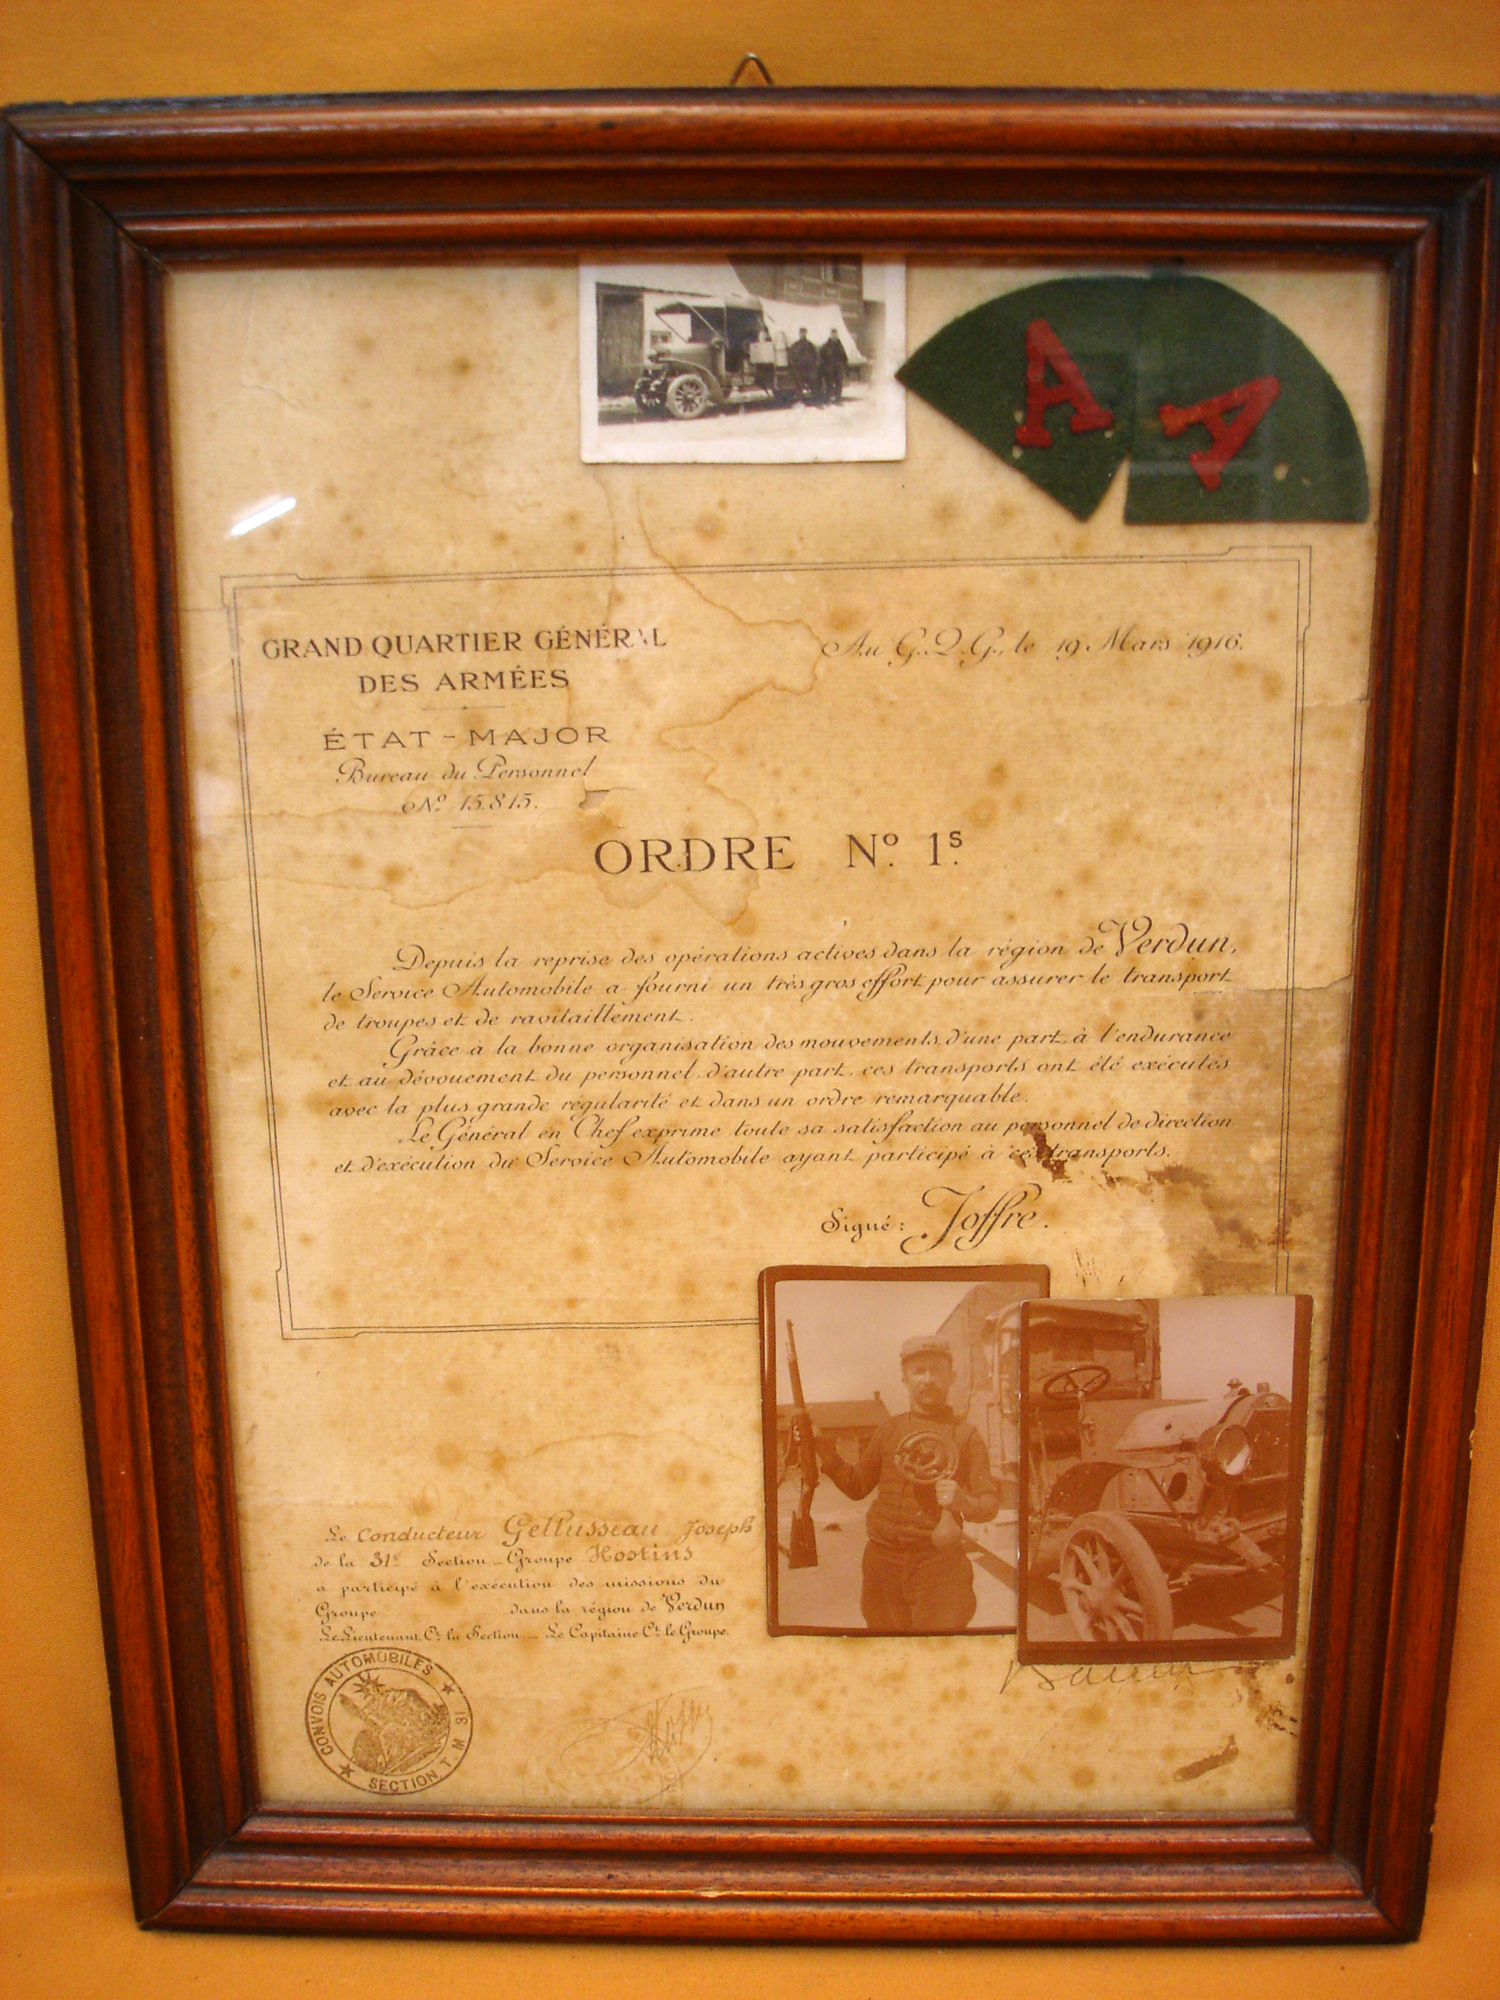 A A
GRAND QUARTIER GÉNÉRAL
DES ARMÉES
Au G.Q.G., le 19 Mars 1916.
ÉTAT-MAJOR
Bureau du Personnel
No 15.815.
ORDRE No. 1s.
Depuis la reprise des opérations actives dans la région de Verdun,
le Service Automobile a fourni un très gros effort pour assurer le transport
de troupes et de ravitaillement.
Grâce à la bonne organisation des mouvements, d'une part, à l'endurance
et au dévouement du personnel, d'autre part, ces transports ont été exécutés
avec la plus grande régularité et dans un ordre remarquable.
Le Général en Chef exprime toute sa satisfaction au personnel de direction
et d'exécution du Service Automobile ayant participé à ces transports.
Signé: Joffre.
Le Conducteur Gellusseau Joseph
de la 31e Section - Groupe Hostins
a participé à l'exécution des missions du
Groupe dans la région de Verdun
Le Lieutenant Ct la Section. - Le Capitaine Ct le Groupe.
CONVOIS AUTOMOBILES
SECTION T M 31